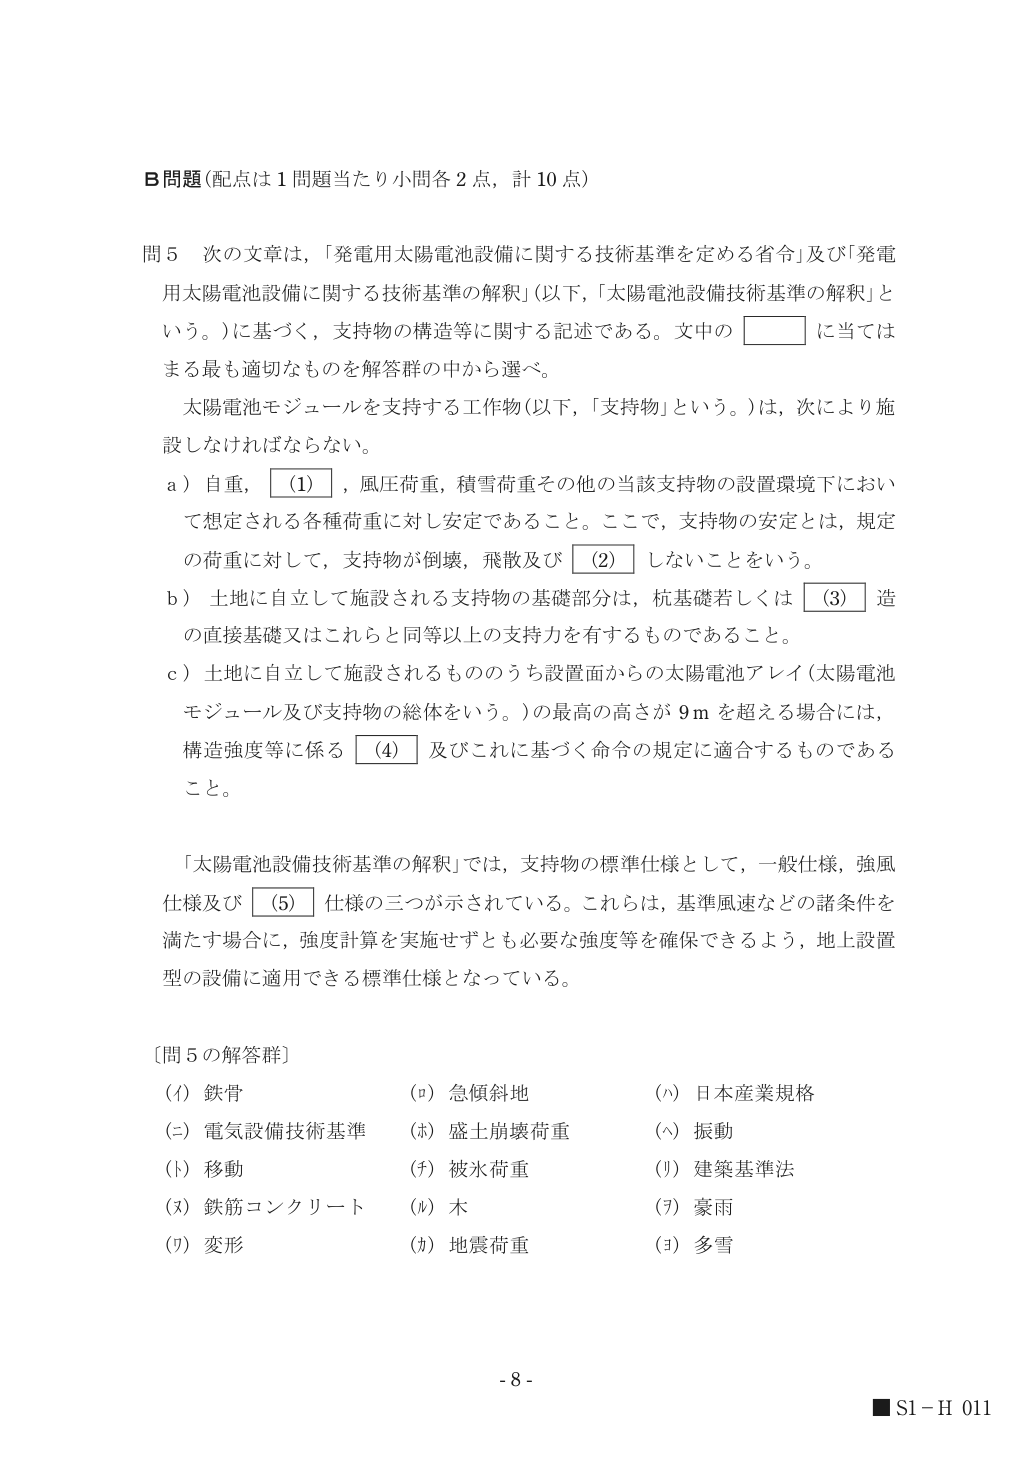 B問題(配点は1問題当たり小問各2点，計10点)
問5　次の文章は，「発電用太陽電池設備に関する技術基準を定める省令」及び「発電
用太陽電池設備に関する技術基準の解釈」(以下，「太陽電池設備技術基準の解釈」と
いう。)に基づく，支持物の構造等に関する記述である。文中の　　　に当ては
まる最も適切なものを解答群の中から選べ。
太陽電池モジュールを支持する工作物(以下，「支持物」という。)は，次により施
設しなければならない。
a）自重，(1)，風圧荷重，積雪荷重その他の当該支持物の設置環境下におい
て想定される各種荷重に対し安定であること。ここで，支持物の安定とは，規定
の荷重に対して，支持物が倒壊，飛散及び(2)しないことをいう。
b）土地に自立して施設される支持物の基礎部分は，杭基礎若しくは(3)造
の直接基礎又はこれらと同等以上の支持力を有するものであること。
c）土地に自立して施設されるもののうち設置面からの太陽電池アレイ(太陽電池
モジュール及び支持物の総体をいう。)の最高の高さが9mを超える場合には，
構造強度等に係る(4)及びこれに基づく命令の規定に適合するものである
こと。
「太陽電池設備技術基準の解釈」では，支持物の標準仕様として，一般仕様，強風
仕様及び(5)仕様の三つが示されている。これらは，基準風速などの諸条件を
満たす場合に，強度計算を実施せずとも必要な強度等を確保できるよう，地上設置
型の設備に適用できる標準仕様となっている。
〔問5の解答群〕
(イ) 鉄骨　(ロ) 急傾斜地　(ハ) 日本産業規格
(ニ) 電気設備技術基準　(ホ) 盛土崩壊荷重　(ヘ) 振動
(ト) 移動　(チ) 被氷荷重　(リ) 建築基準法
(ヌ) 鉄筋コンクリート　(ル) 木　(ヲ) 豪雨
(ワ) 変形　(カ) 地震荷重　(ヨ) 多雪
- 8 -
■S1－H 011